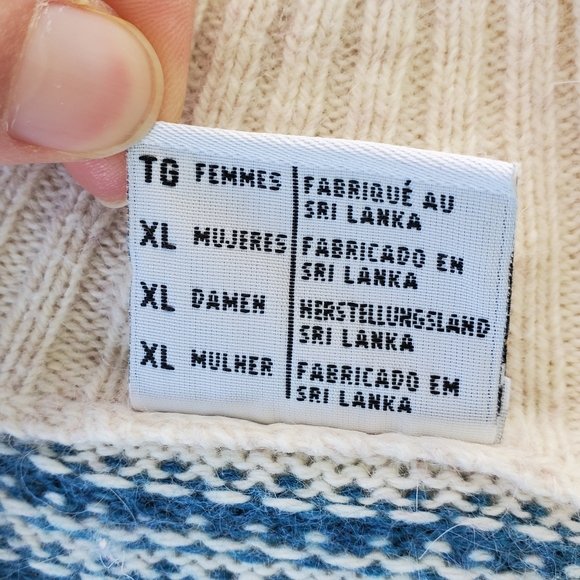 TG FEMMES
FABRIQUÉ AU
SRI LANKA
XL MUJERES
FABRICADO EN
SRI LANKA
XL DAMEN
HERSTELLUNGSLAND
SRI LANKA
XL MULHER
FABRICADO EM
SRI LANKA